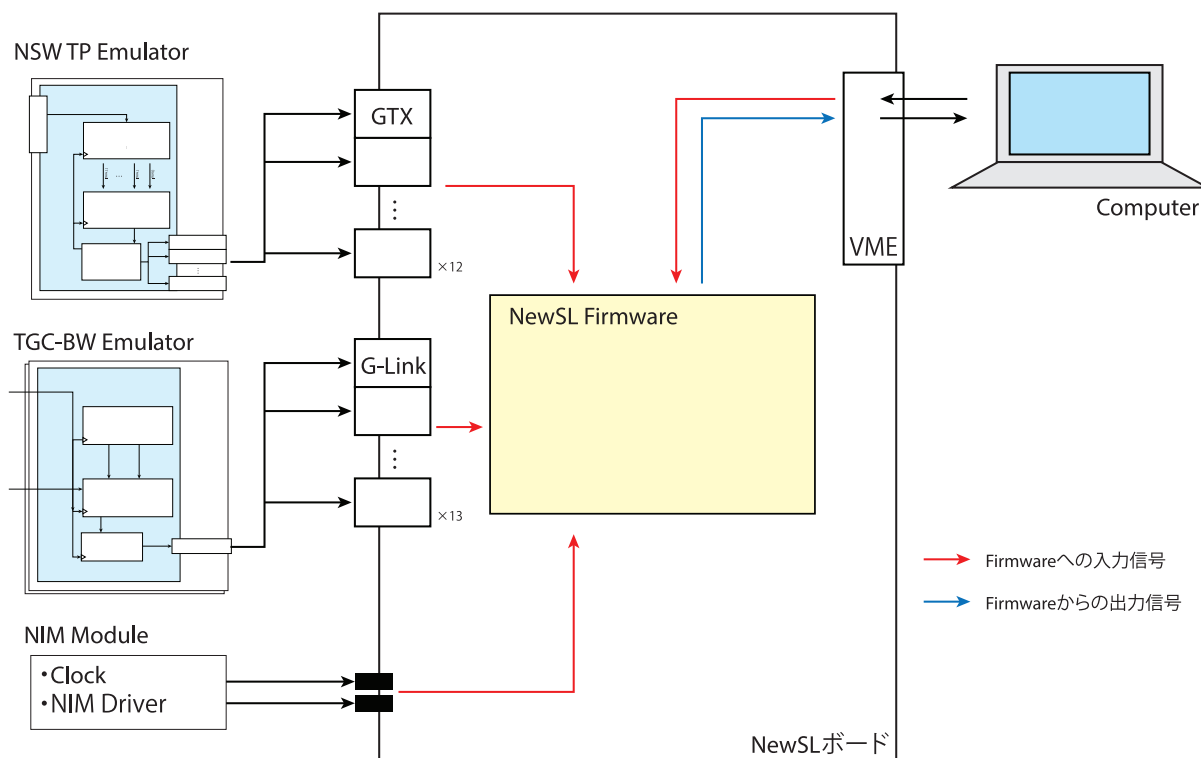 NSW TP Emulator
GTX
⋮
×12
VME
Computer
NewSL Firmware
TGC-BW Emulator
G-Link
⋮
×13
Firmwareへの入力信号
Firmwareからの出力信号
NIM Module
・Clock
・NIM Driver
NewSLボード